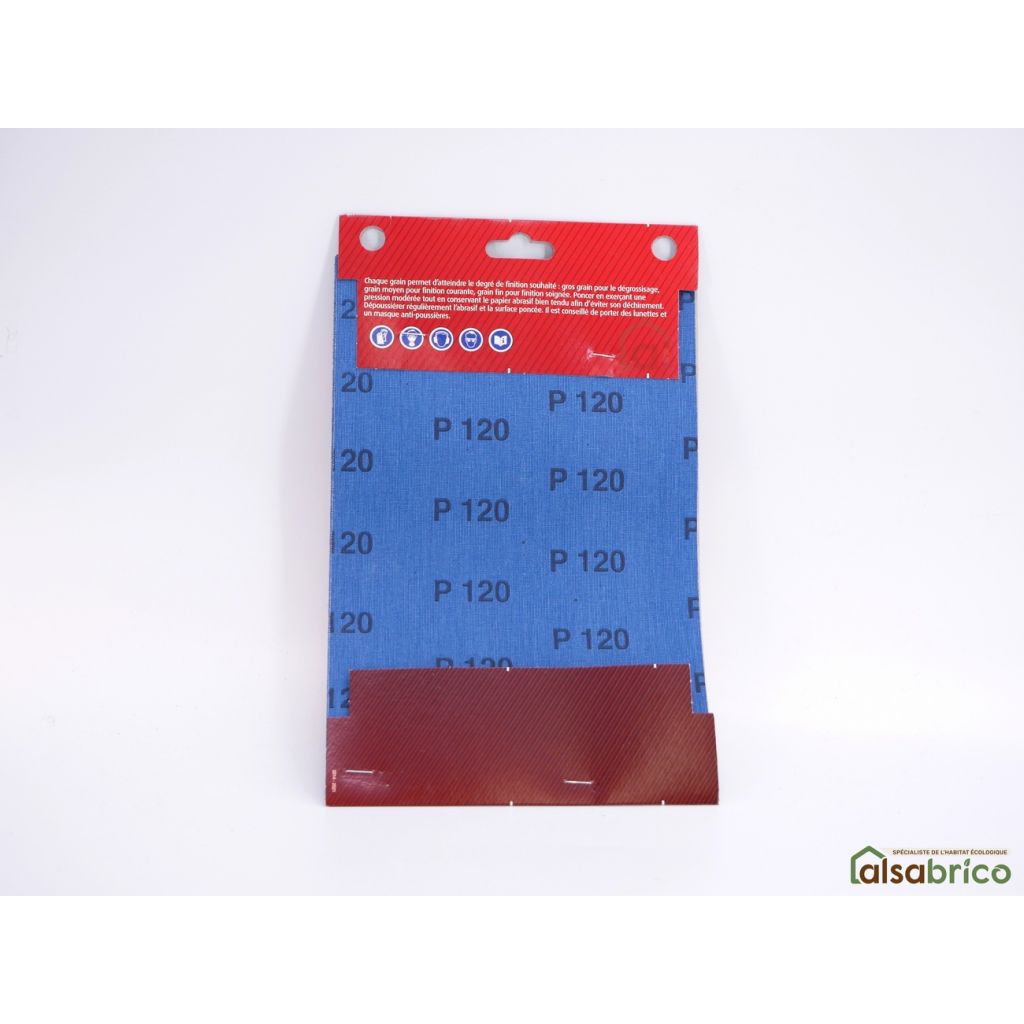 Chaque grain permet d'atteindre le degré de finition souhaité : gros grain pour le dégrossissage,
grain moyen pour finition courante, grain fin pour finition soignée. Poncer en exerçant une
pression modérée tout en conservant le papier abrasif bien tendu afin d'éviter son déchirement.
Dépoussiérer régulièrement l'abrasif et la surface poncée. Il est conseillé de porter des lunettes et
un masque anti-poussières.
2
P
20
P 120
P
P 120
20
P 120
P
P 120
20
P 120
P
P 120
120
P 120
P
P 120
12
P
SPÉCIALISTE DE L'HABITAT ÉCOLOGIQUE
alsabrico